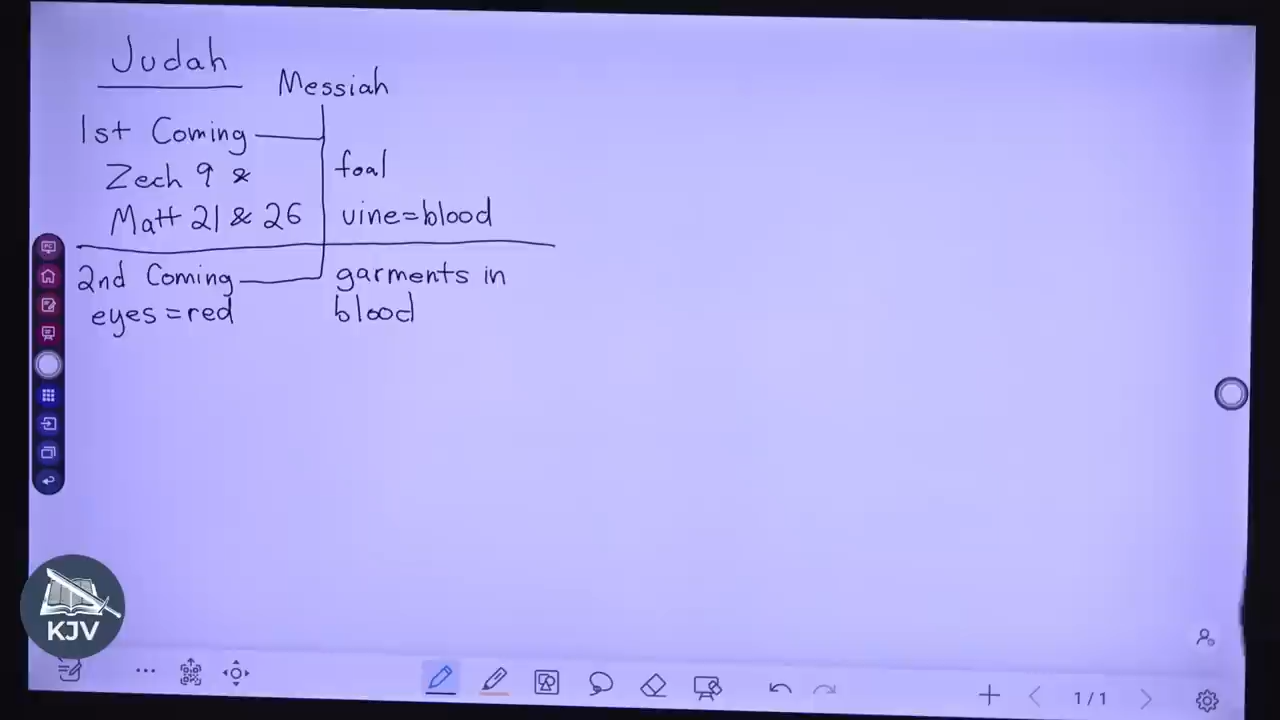 Judah
Messiah
1st Coming
Zech 9 &
foal
Matt 21 & 26
vine=blood
2nd Coming
garments in
eyes = red
blood
KJV
1/1